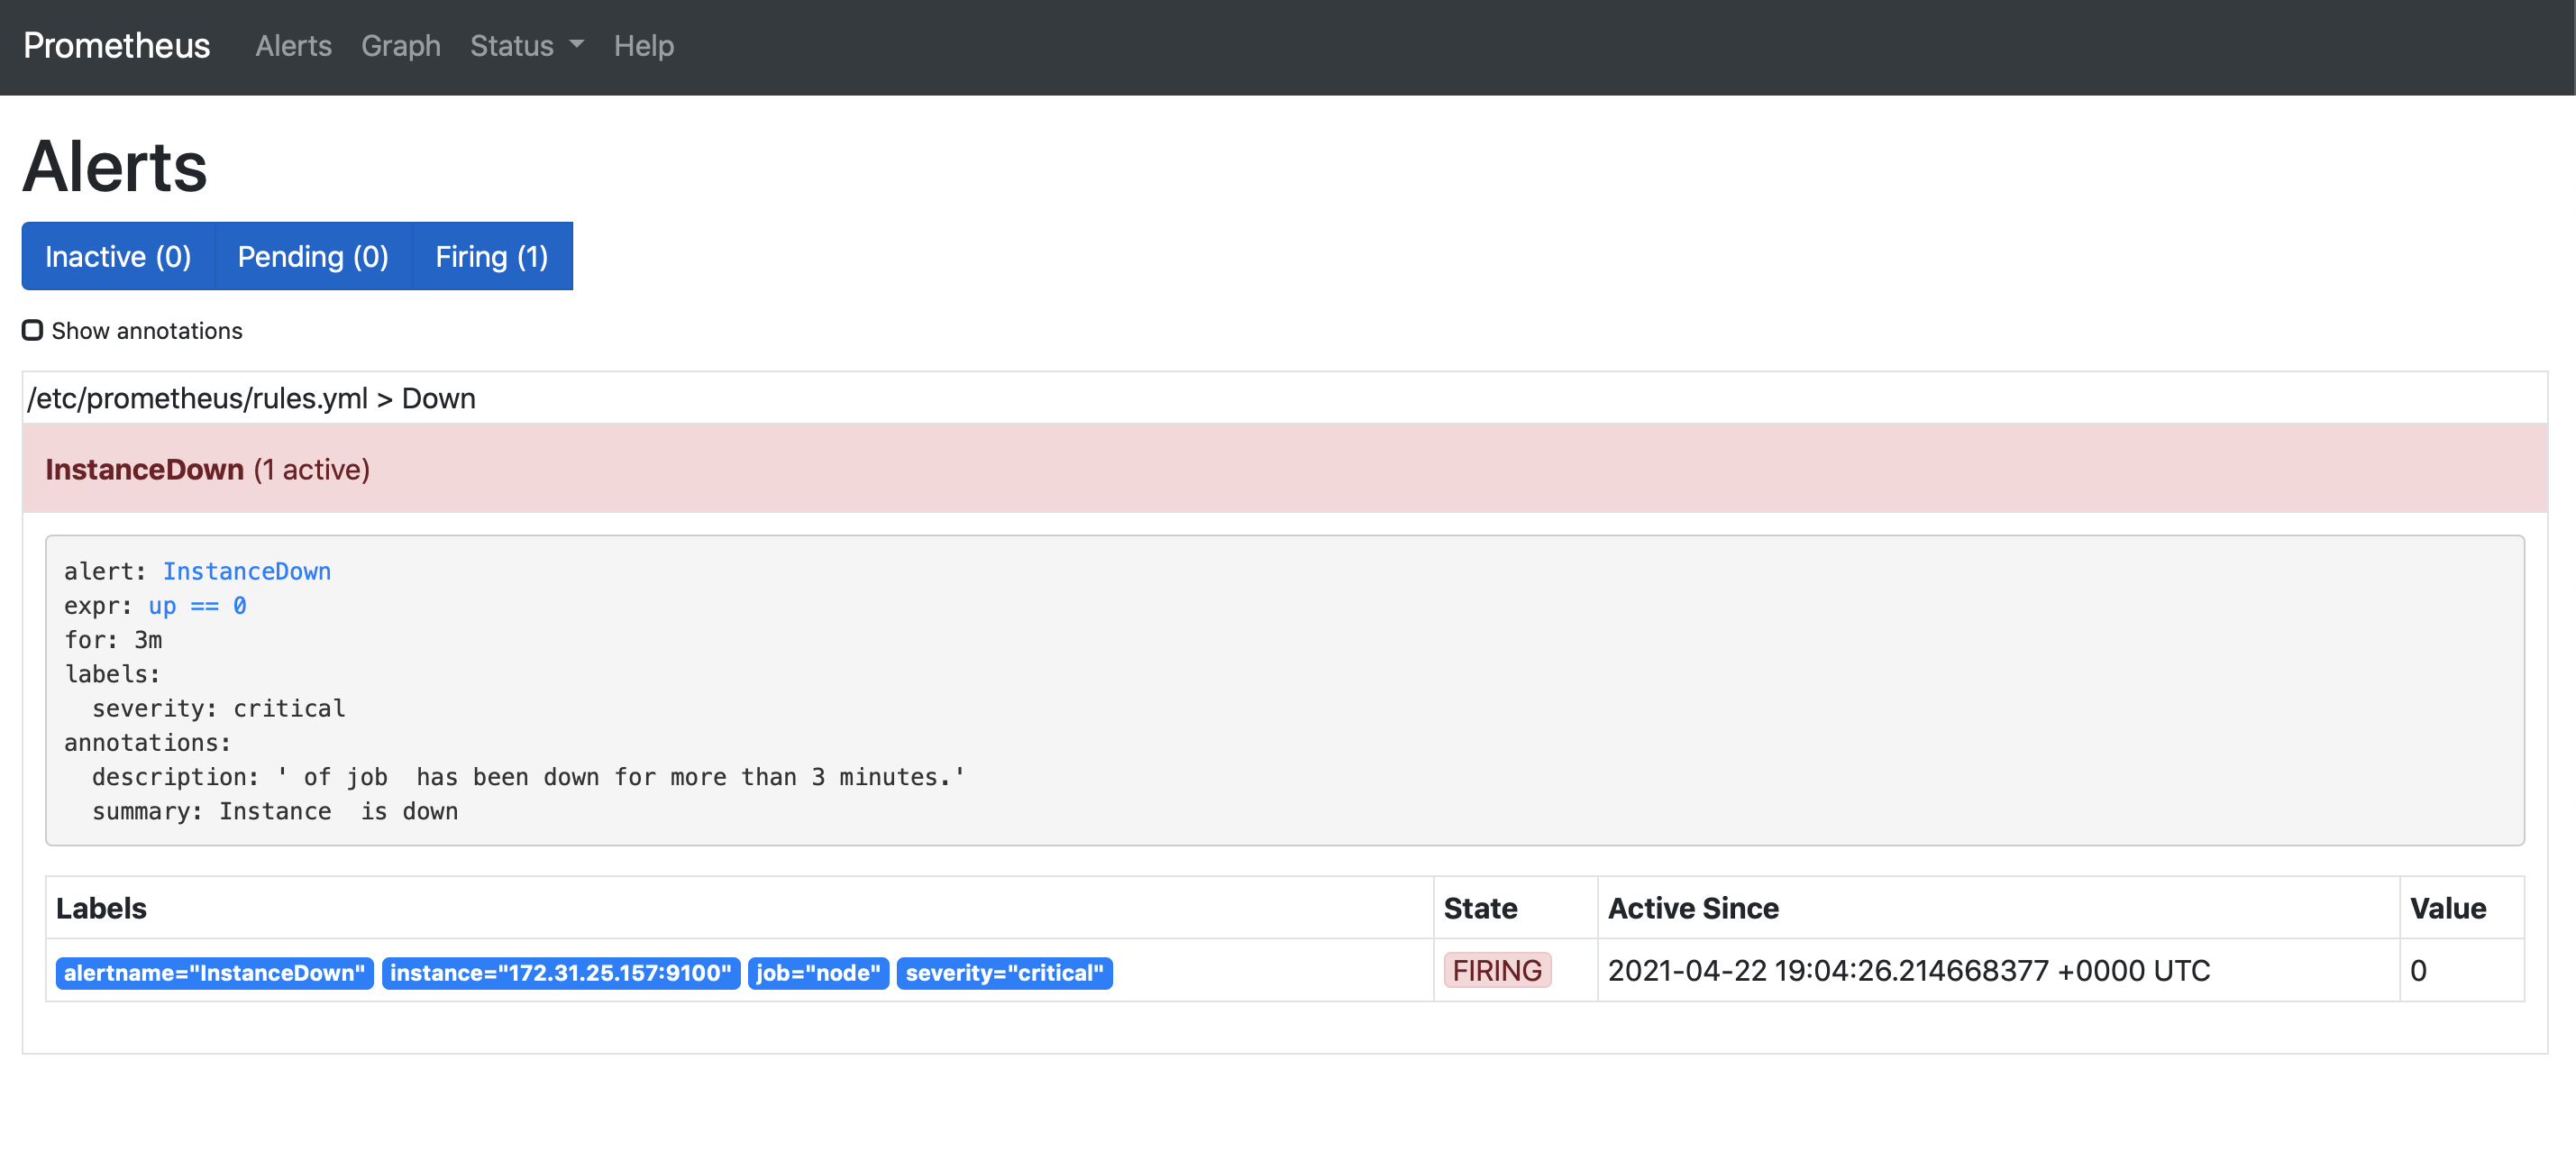 Prometheus Alerts Graph Status Help
Alerts
Inactive (0) Pending (0) Firing (1)
Show annotations
/etc/prometheus/rules.yml > Down
InstanceDown (1 active)
alert: InstanceDown
expr: up == 0
for: 3m
labels:
  severity: critical
annotations:
  description: ' of job  has been down for more than 3 minutes.'
  summary: Instance  is down
Labels State Active Since Value
alertname="InstanceDown" instance="172.31.25.157:9100" job="node" severity="critical" FIRING 2021-04-22 19:04:26.214668377 +0000 UTC 0